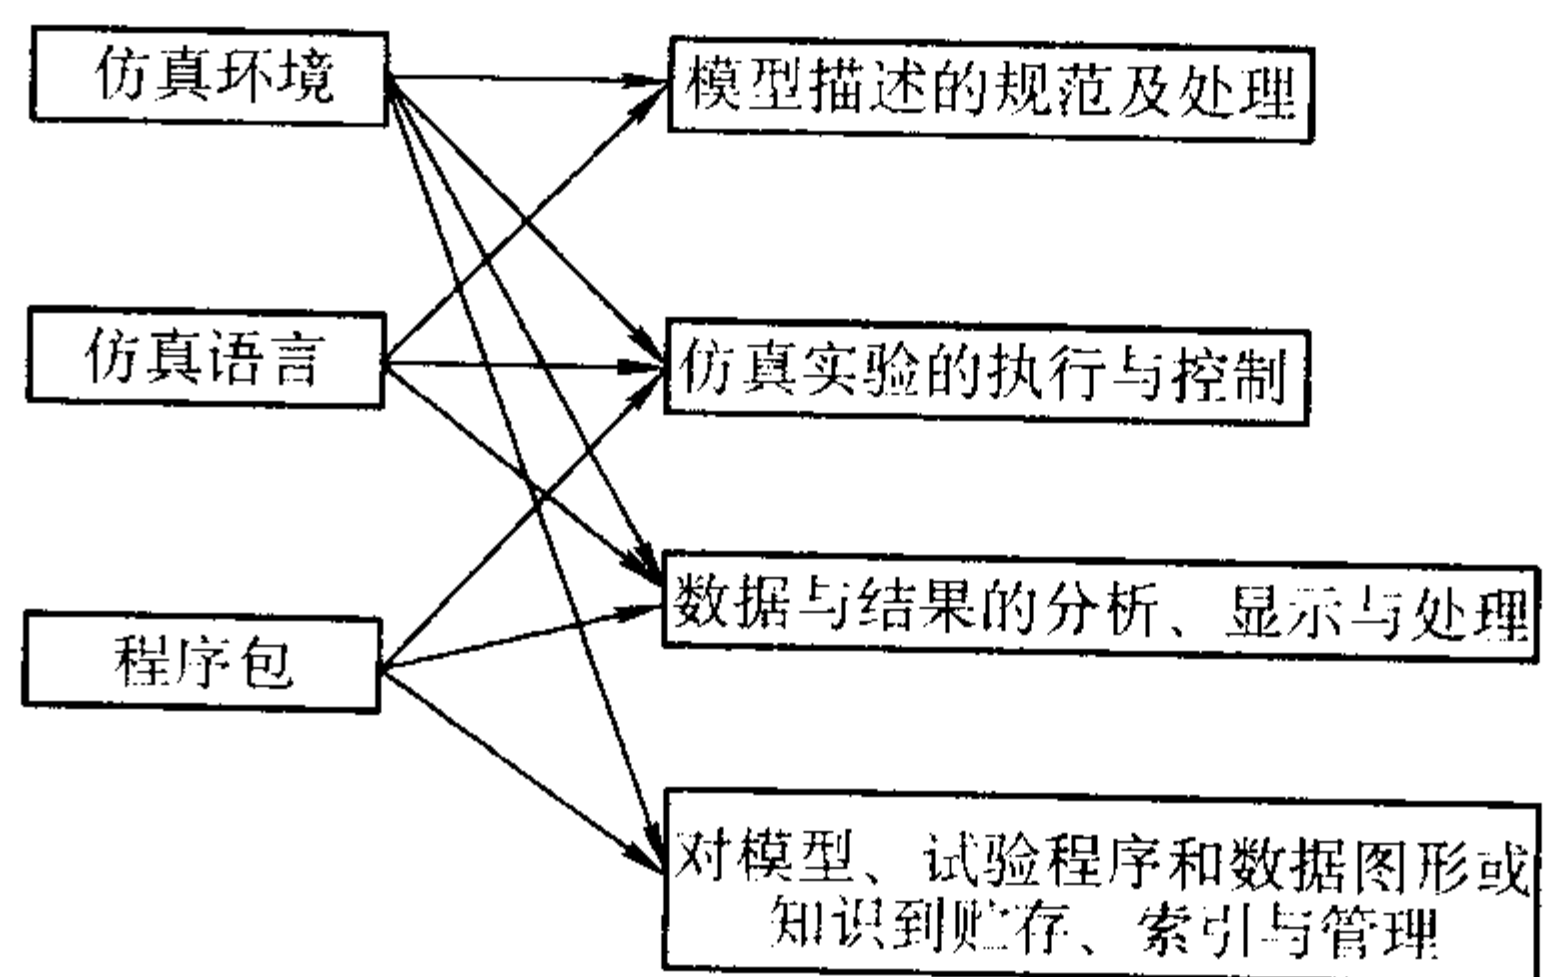 仿真环境
模型描述的规范及处理
仿真语言
仿真实验的执行与控制
程序包
数据与结果的分析、显示与处理
对模型、试验程序和数据图形或
知识到贮存、索引与管理